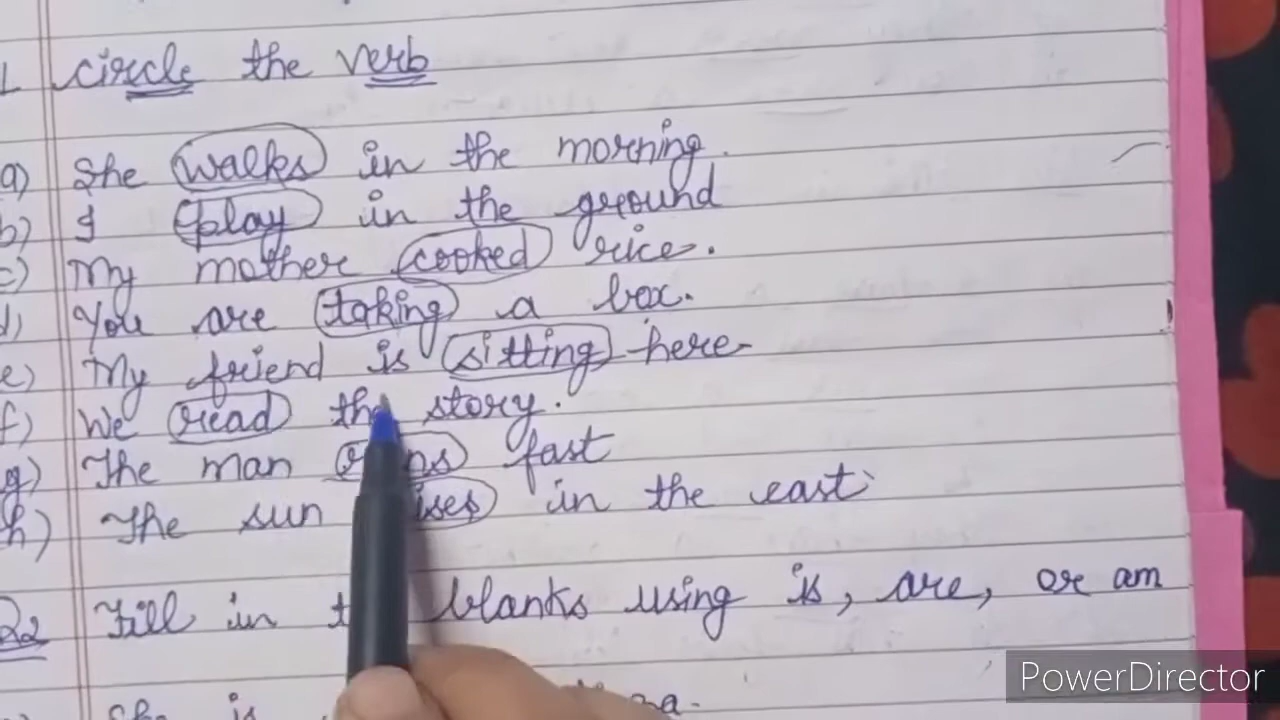 1 circle the verb
a) She walks in the morning.
b) I play in the ground
c) My mother cooked rice.
d) You are taking a box.
e) My friend is sitting here
f) We read the story.
g) The man fast
h) The sun in the east
Q2 Fill in blanks using is, are, or am
She is
PowerDirector